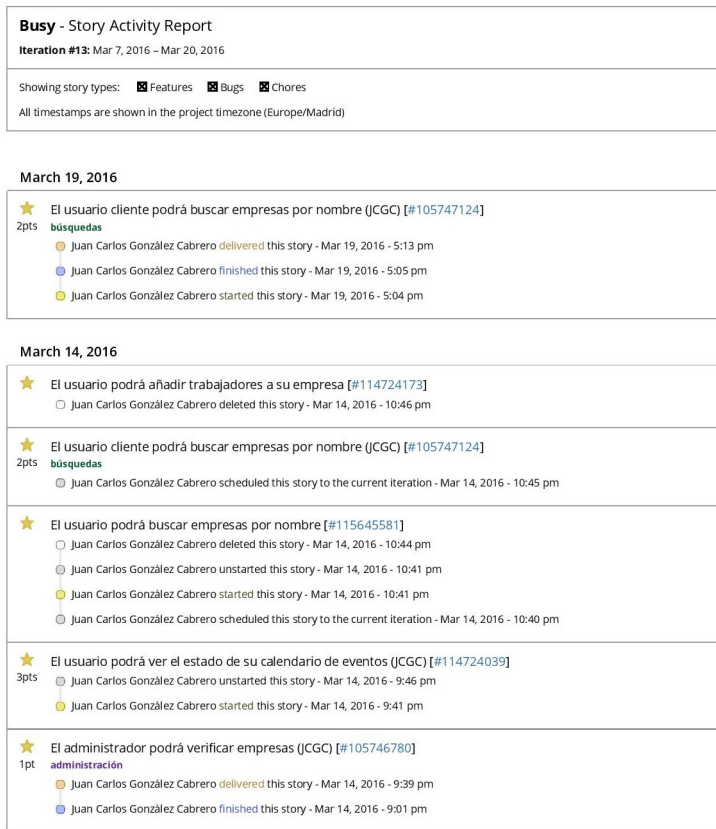 Busy - Story Activity Report
Iteration #13: Mar 7, 2016 – Mar 20, 2016
Showing story types: Features Bugs Chores
All timestamps are shown in the project timezone (Europe/Madrid)
March 19, 2016
El usuario cliente podrá buscar empresas por nombre (JCGC) [#105747124]
2pts
búsquedas
Juan Carlos González Cabrero delivered this story - Mar 19, 2016 - 5:13 pm
Juan Carlos González Cabrero finished this story - Mar 19, 2016 - 5:05 pm
Juan Carlos González Cabrero started this story - Mar 19, 2016 - 5:04 pm
March 14, 2016
El usuario podrá añadir trabajadores a su empresa [#114724173]
Juan Carlos González Cabrero deleted this story - Mar 14, 2016 - 10:46 pm
El usuario cliente podrá buscar empresas por nombre (JCGC) [#105747124]
2pts
búsquedas
Juan Carlos González Cabrero scheduled this story to the current iteration - Mar 14, 2016 - 10:45 pm
El usuario podrá buscar empresas por nombre [#115645581]
Juan Carlos González Cabrero deleted this story - Mar 14, 2016 - 10:44 pm
Juan Carlos González Cabrero unstarted this story - Mar 14, 2016 - 10:41 pm
Juan Carlos González Cabrero started this story - Mar 14, 2016 - 10:41 pm
Juan Carlos González Cabrero scheduled this story to the current iteration - Mar 14, 2016 - 10:40 pm
El usuario podrá ver el estado de su calendario de eventos (JCGC) [#114724039]
3pts
Juan Carlos González Cabrero unstarted this story - Mar 14, 2016 - 9:46 pm
Juan Carlos González Cabrero started this story - Mar 14, 2016 - 9:41 pm
El administrador podrá verificar empresas (JCGC) [#105746780]
1pt
administración
Juan Carlos González Cabrero delivered this story - Mar 14, 2016 - 9:39 pm
Juan Carlos González Cabrero finished this story - Mar 14, 2016 - 9:01 pm